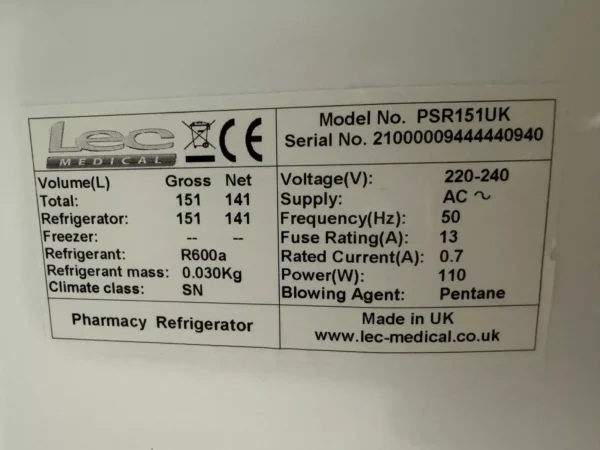 Lec
MEDICAL
CE
Model No. PSR151UK
Serial No. 21000009444440940
Volume(L) Gross Net
Total: 151 141
Refrigerator: 151 141
Freezer: -- --
Refrigerant: R600a
Refrigerant mass: 0.030Kg
Climate class: SN
Voltage(V): 220-240
Supply: AC ~
Frequency(Hz): 50
Fuse Rating(A): 13
Rated Current(A): 0.7
Power(W): 110
Blowing Agent: Pentane
Pharmacy Refrigerator
Made in UK
www.lec-medical.co.uk